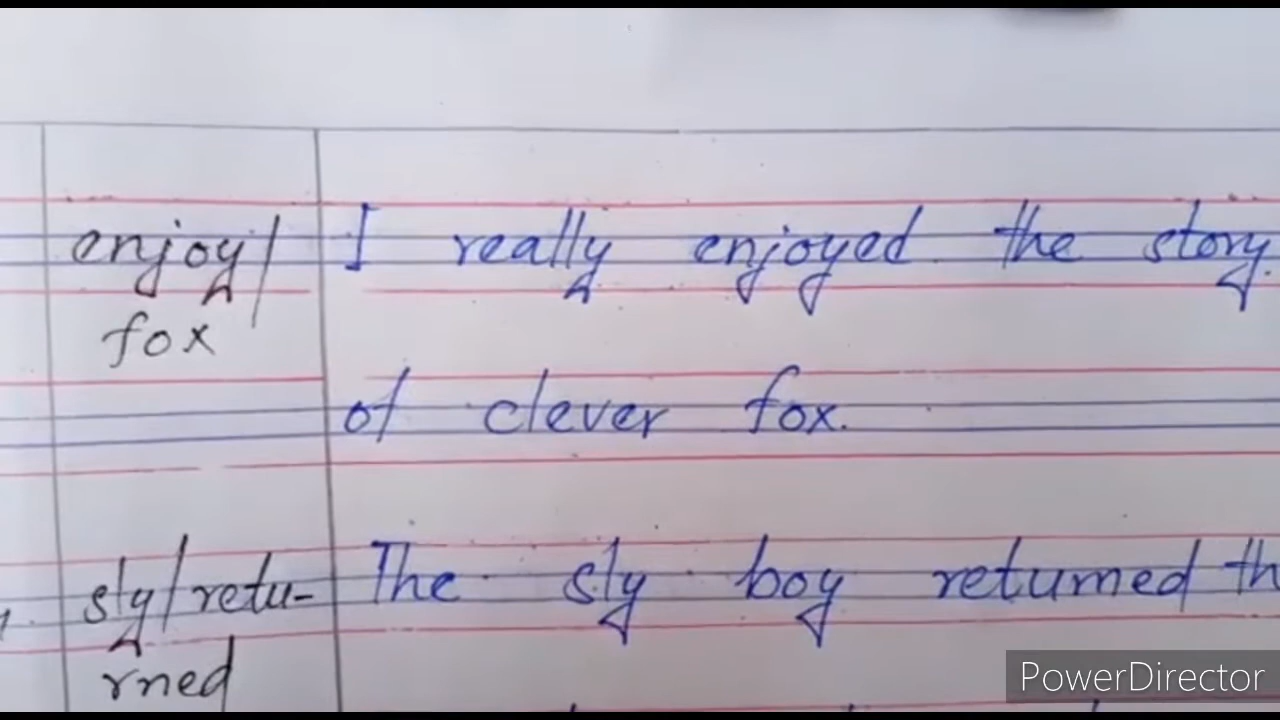 enjoy/ I really enjoyed the story
fox
of clever fox.
sly/retu- The sly boy returned th
rned
PowerDirector